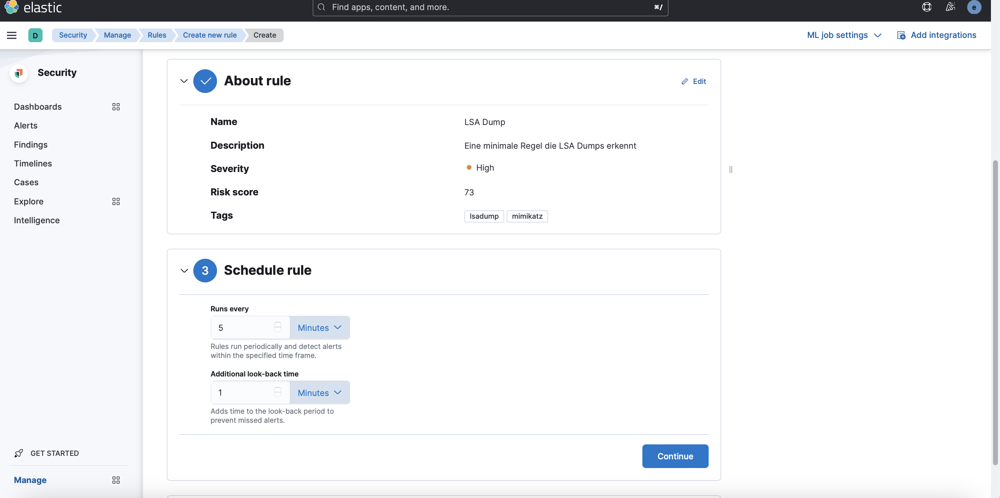 elastic
Find apps, content, and more.
⌘/
e
D
Security
Manage
Rules
Create new rule
Create
ML job settings
Add integrations
Security
Dashboards
Alerts
Findings
Timelines
Cases
Explore
Intelligence
GET STARTED
Manage
About rule
Edit
Name
LSA Dump
Description
Eine minimale Regel die LSA Dumps erkennt
Severity
High
Risk score
73
Tags
lsadump
mimikatz
3
Schedule rule
Runs every
5
Minutes
Rules run periodically and detect alerts
within the specified time frame.
Additional look-back time
1
Minutes
Adds time to the look-back period to
prevent missed alerts.
Continue